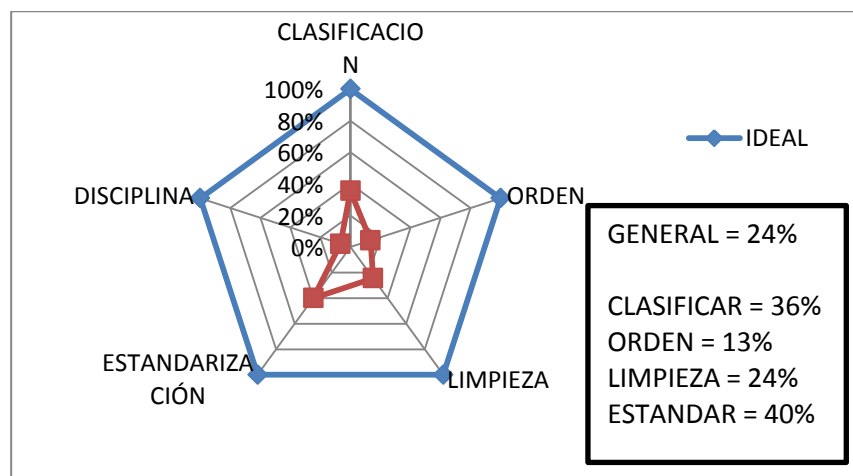 CLASIFICACIO
N
100%
80%
60%
40%
20%
0%
DISCIPLINA
ORDEN
ESTANDARIZA
CIÓN
LIMPIEZA
IDEAL
GENERAL = 24%
CLASIFICAR = 36%
ORDEN = 13%
LIMPIEZA = 24%
ESTANDAR = 40%